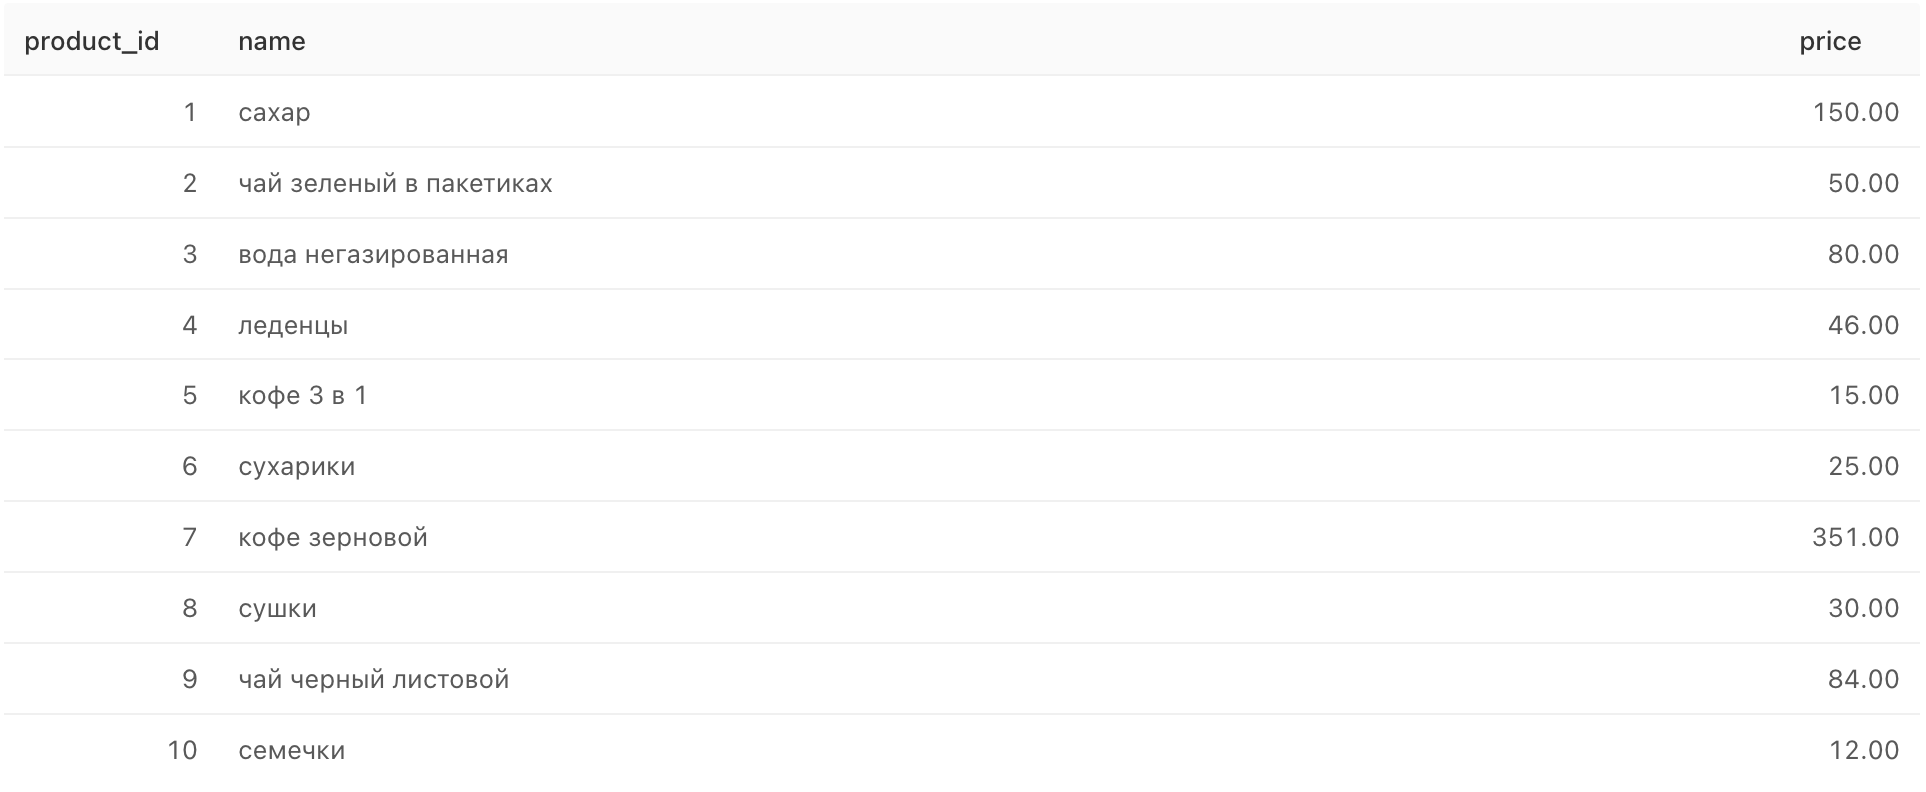 product_id name price
1 сахар 150.00
2 чай зеленый в пакетиках 50.00
3 вода негазированная 80.00
4 леденцы 46.00
5 кофе 3 в 1 15.00
6 сухарики 25.00
7 кофе зерновой 351.00
8 сушки 30.00
9 чай черный листовой 84.00
10 семечки 12.00